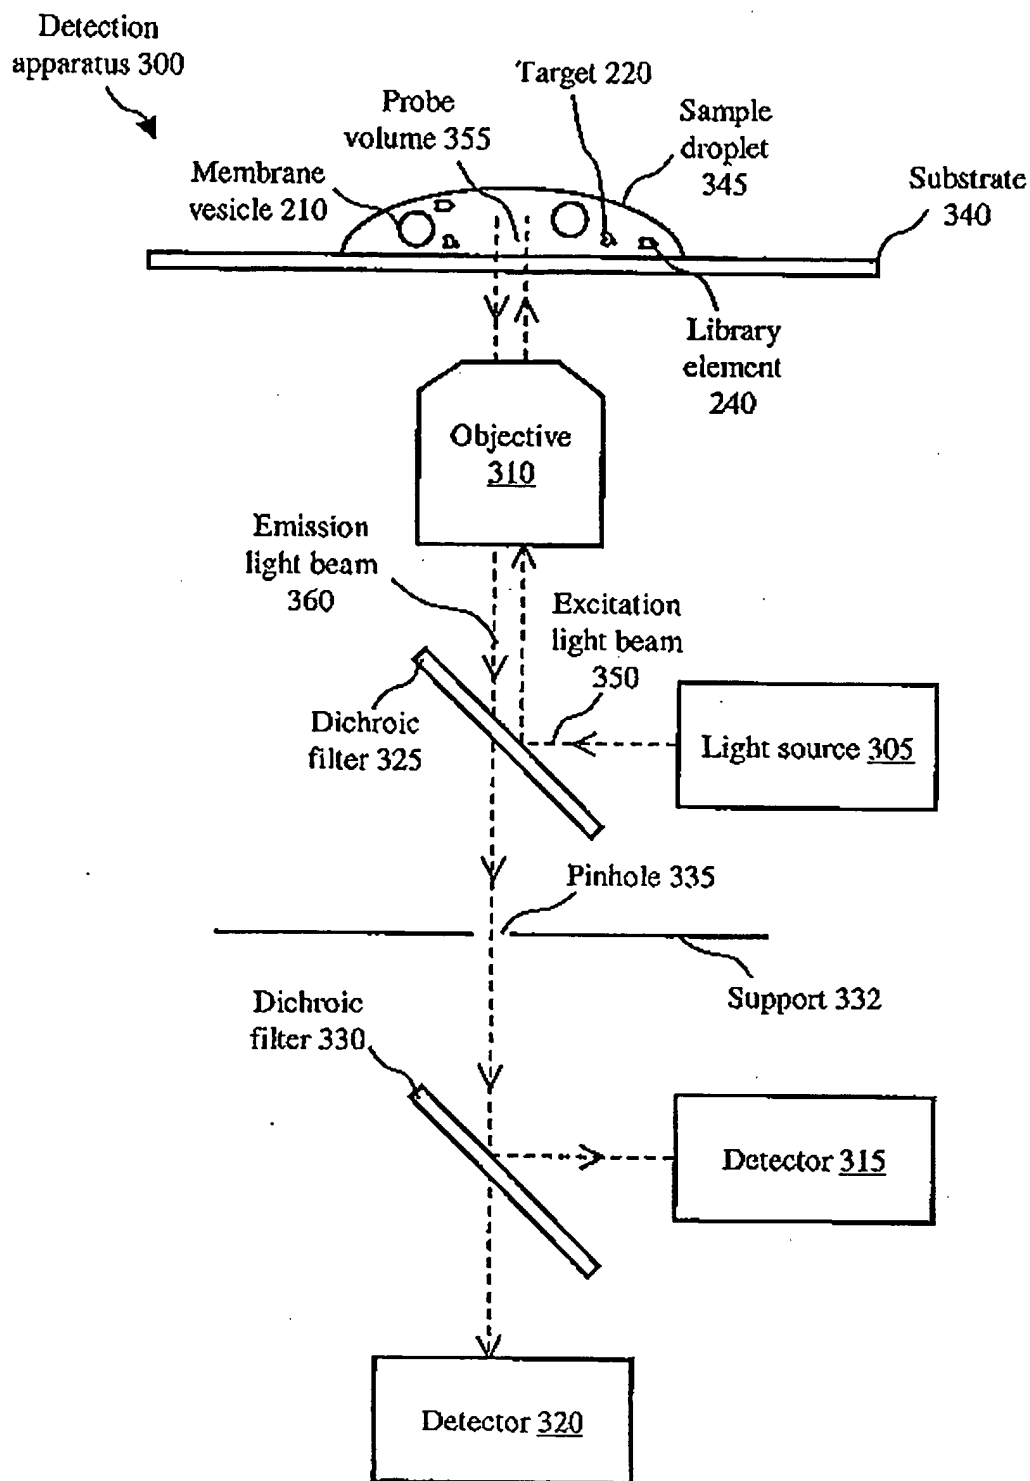 Detection
apparatus 300
Target 220
Probe
volume 355
Sample
droplet
345
Membrane
vesicle 210
Substrate
340
Library
element
240
Objective
310
Emission
light beam
360
Excitation
light beam
350
Dichroic
filter 325
Light source 305
Pinhole 335
Support 332
Dichroic
filter 330
Detector 315
Detector 320